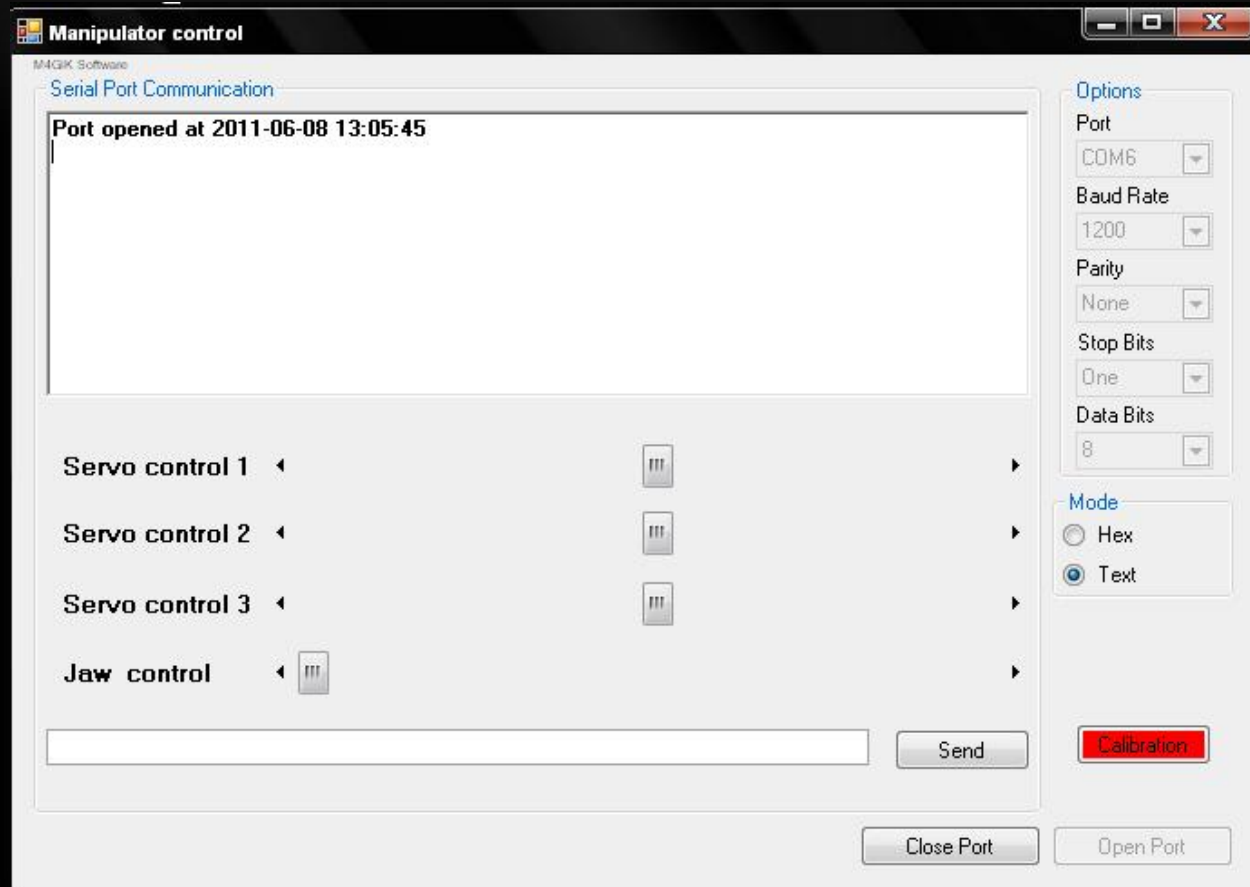 Manipulator control
M4GIK Software
Serial Port Communication
Port opened at 2011-06-08 13:05:45
Servo control 1
Servo control 2
Servo control 3
Jaw control
Send
Options
Port
COM6
Baud Rate
1200
Parity
None
Stop Bits
One
Data Bits
8
Mode
Hex
Text
Calibration
Close Port
Open Port